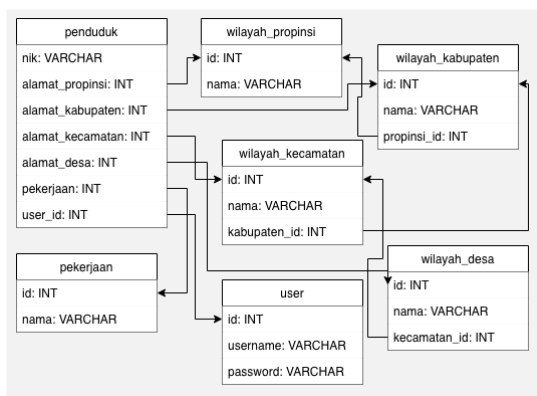 penduduk
nik: VARCHAR
alamat_propinsi: INT
alamat_kabupaten: INT
alamat_kecamatan: INT
alamat_desa: INT
pekerjaan: INT
user_id: INT
wilayah_propinsi
id: INT
nama: VARCHAR
wilayah_kabupaten
id: INT
nama: VARCHAR
propinsi_id: INT
wilayah_kecamatan
id: INT
nama: VARCHAR
kabupaten_id: INT
pekerjaan
id: INT
nama: VARCHAR
user
id: INT
username: VARCHAR
password: VARCHAR
wilayah_desa
id: INT
nama: VARCHAR
kecamatan_id: INT